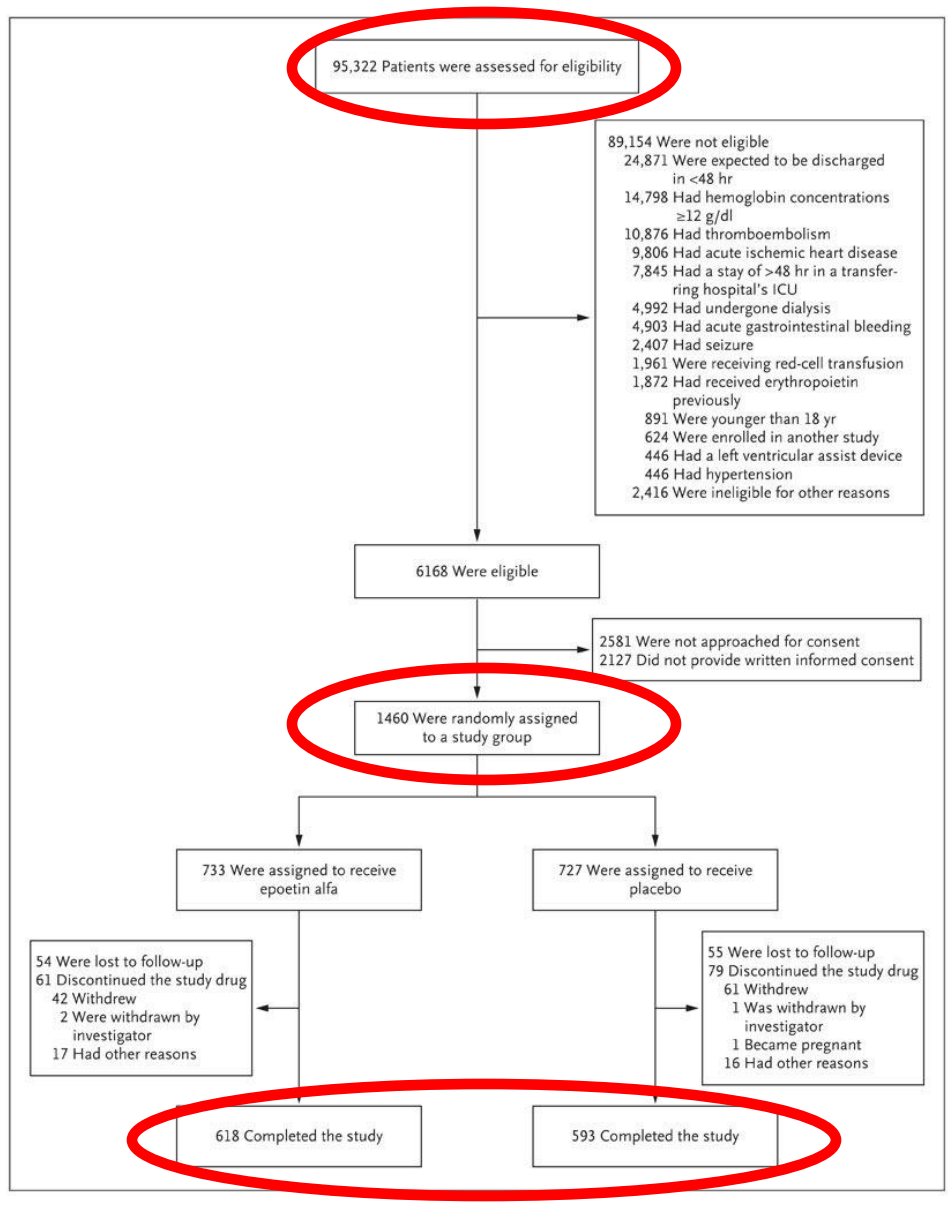 95,322 Patients were assessed for eligibility
89,154 Were not eligible
24,871 Were expected to be discharged
in <48 hr
14,798 Had hemoglobin concentrations
≥12 g/dl
10,876 Had thromboembolism
9,806 Had acute ischemic heart disease
7,845 Had a stay of >48 hr in a transfer-
ring hospital's ICU
4,992 Had undergone dialysis
4,903 Had acute gastrointestinal bleeding
2,407 Had seizure
1,961 Were receiving red-cell transfusion
1,872 Had received erythropoietin
previously
891 Were younger than 18 yr
624 Were enrolled in another study
446 Had a left ventricular assist device
446 Had hypertension
2,416 Were ineligible for other reasons
6168 Were eligible
2581 Were not approached for consent
2127 Did not provide written informed consent
1460 Were randomly assigned
to a study group
733 Were assigned to receive
epoetin alfa
727 Were assigned to receive
placebo
54 Were lost to follow-up
61 Discontinued the study drug
42 Withdrew
2 Were withdrawn by
investigator
17 Had other reasons
55 Were lost to follow-up
79 Discontinued the study drug
61 Withdrew
1 Was withdrawn by
investigator
1 Became pregnant
16 Had other reasons
618 Completed the study
593 Completed the study